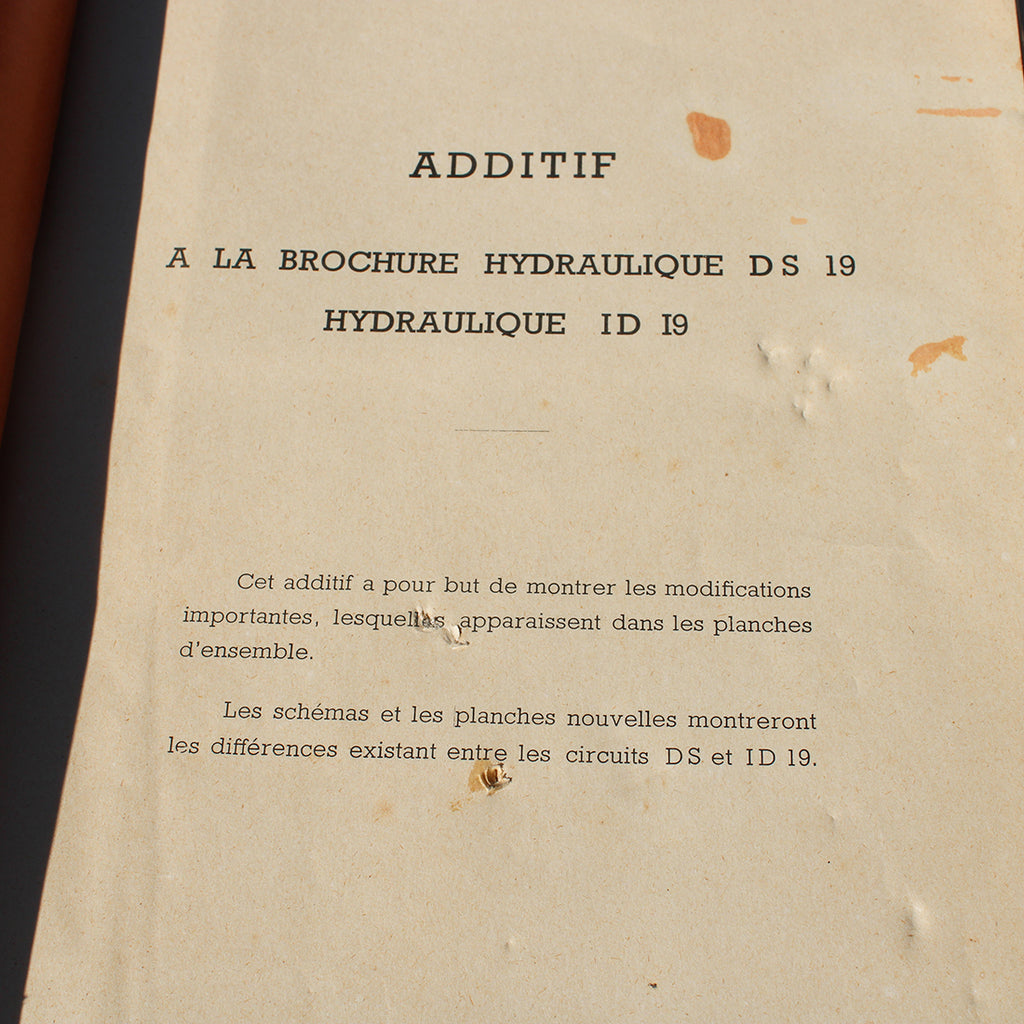 ADDITIF
A LA BROCHURE HYDRAULIQUE DS 19
HYDRAULIQUE ID I9
Cet additif a pour but de montrer les modifications
importantes, lesquelles apparaissent dans les planches
d'ensemble.
Les schémas et les planches nouvelles montreront
les différences existant entre les circuits DS et ID 19.